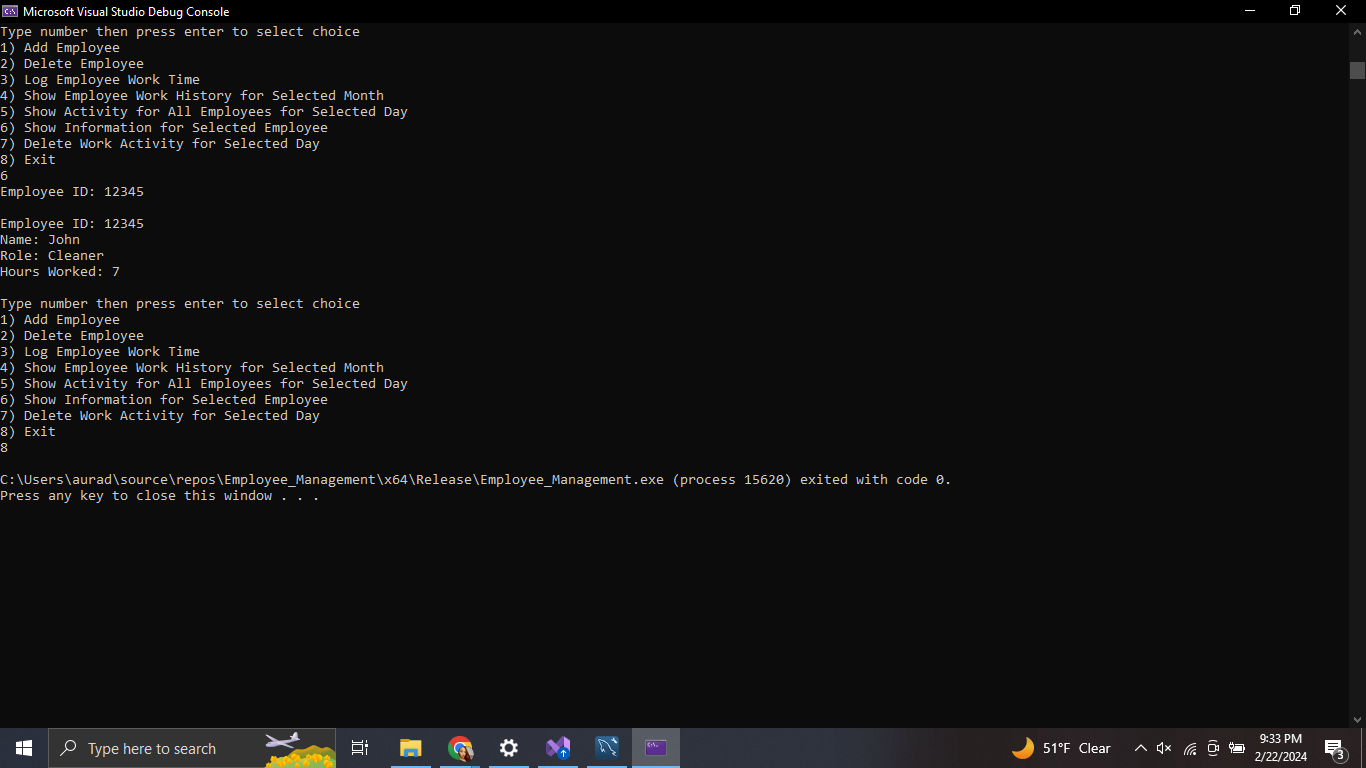 Microsoft Visual Studio Debug Console
Type number then press enter to select choice
1) Add Employee
2) Delete Employee
3) Log Employee Work Time
4) Show Employee Work History for Selected Month
5) Show Activity for All Employees for Selected Day
6) Show Information for Selected Employee
7) Delete Work Activity for Selected Day
8) Exit
6
Employee ID: 12345
Employee ID: 12345
Name: John
Role: Cleaner
Hours Worked: 7
Type number then press enter to select choice
1) Add Employee
2) Delete Employee
3) Log Employee Work Time
4) Show Employee Work History for Selected Month
5) Show Activity for All Employees for Selected Day
6) Show Information for Selected Employee
7) Delete Work Activity for Selected Day
8) Exit
8
C:\Users\aurad\source\repos\Employee_Management\x64\Release\Employee_Management.exe (process 15620) exited with code 0.
Press any key to close this window . . .
Type here to search
51°F Clear
9:33 PM
2/22/2024
3